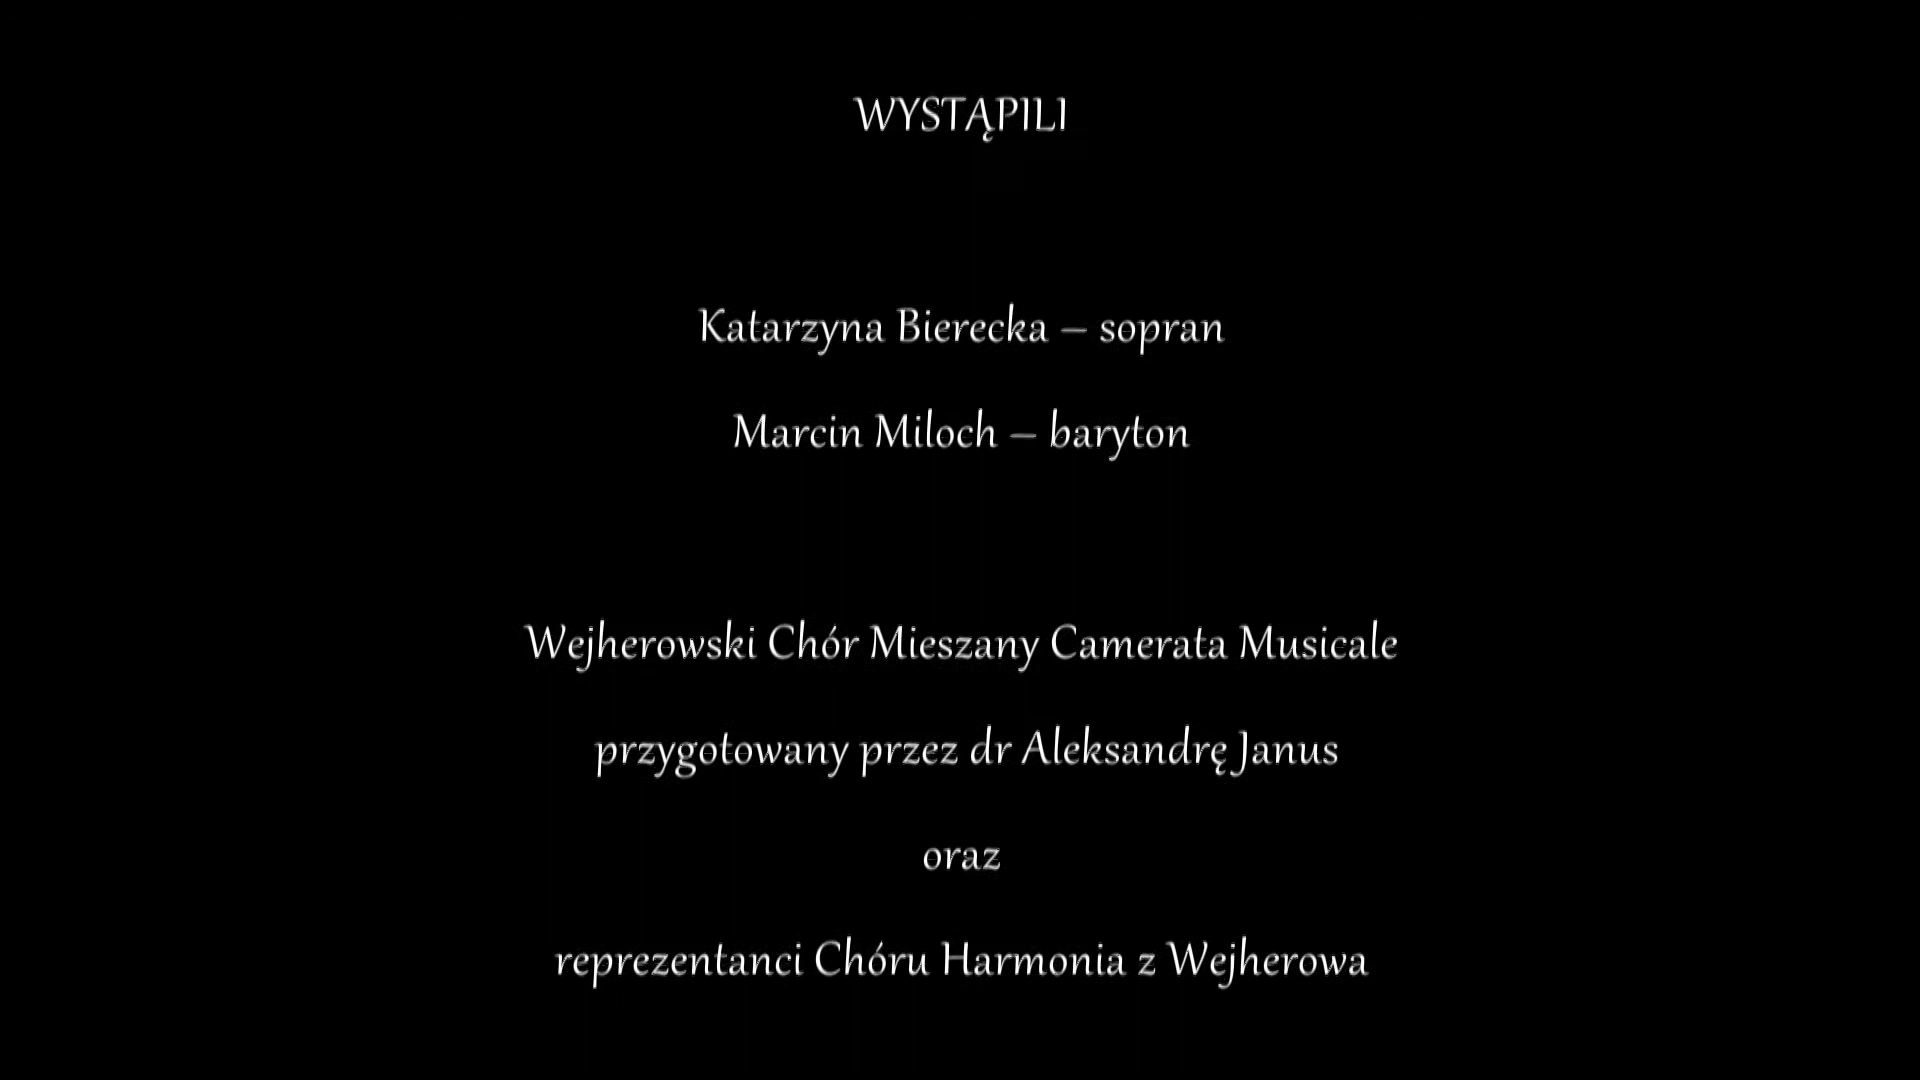 WYSTĄPILI
Katarzyna Bierecka – sopran
Marcin Miloch – baryton
Wejherowski Chór Mieszany Camerata Musicale
przygotowany przez dr Aleksandrę Janus
oraz
reprezentanci Chóru Harmonia z Wejherowa